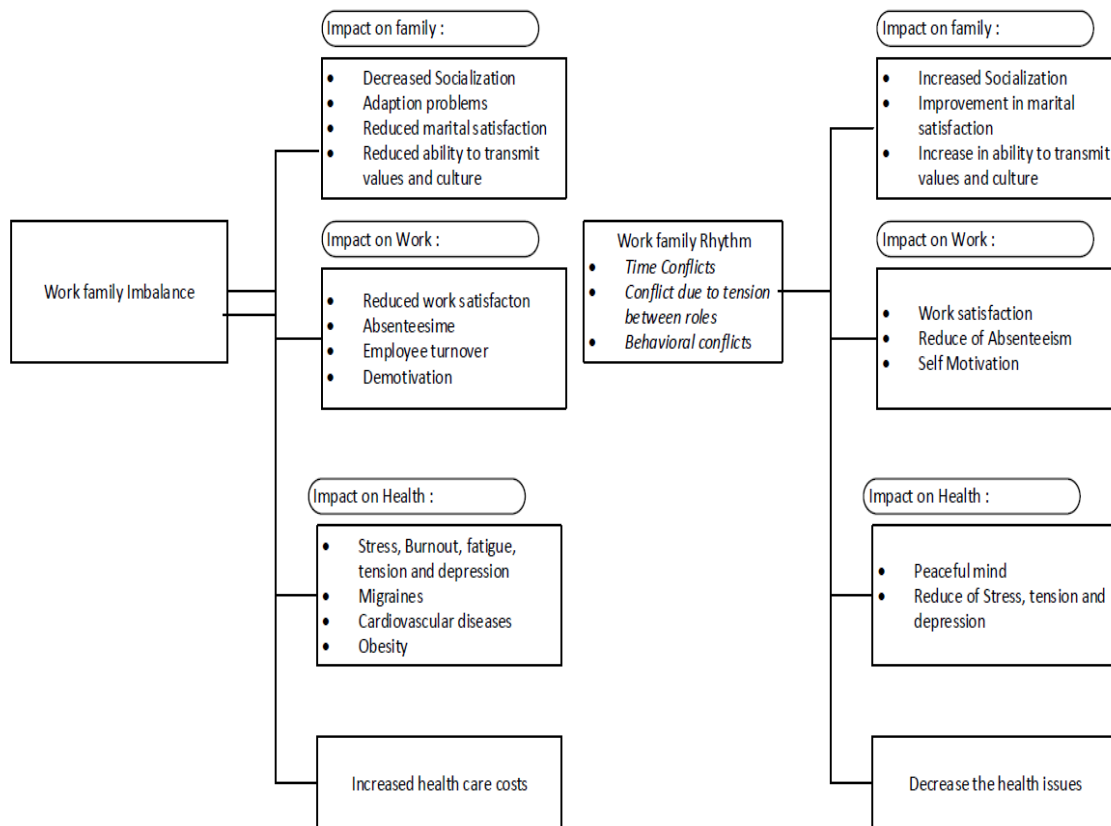 Work family Imbalance
Impact on family :
• Decreased Socialization
• Adaption problems
• Reduced marital satisfaction
• Reduced ability to transmit
values and culture
Impact on Work :
• Reduced work satisfacton
• Absenteesime
• Employee turnover
• Demotivation
Impact on Health :
• Stress, Burnout, fatigue,
tension and depression
• Migraines
• Cardiovascular diseases
• Obesity
Increased health care costs
Work family Rhythm
• Time Conflicts
• Conflict due to tension
between roles
• Behavioral conflicts
Impact on family :
• Increased Socialization
• Improvement in marital
satisfaction
• Increase in ability to transmit
values and culture
Impact on Work :
• Work satisfaction
• Reduce of Absenteeism
• Self Motivation
Impact on Health :
• Peaceful mind
• Reduce of Stress, tension and
depression
Decrease the health issues